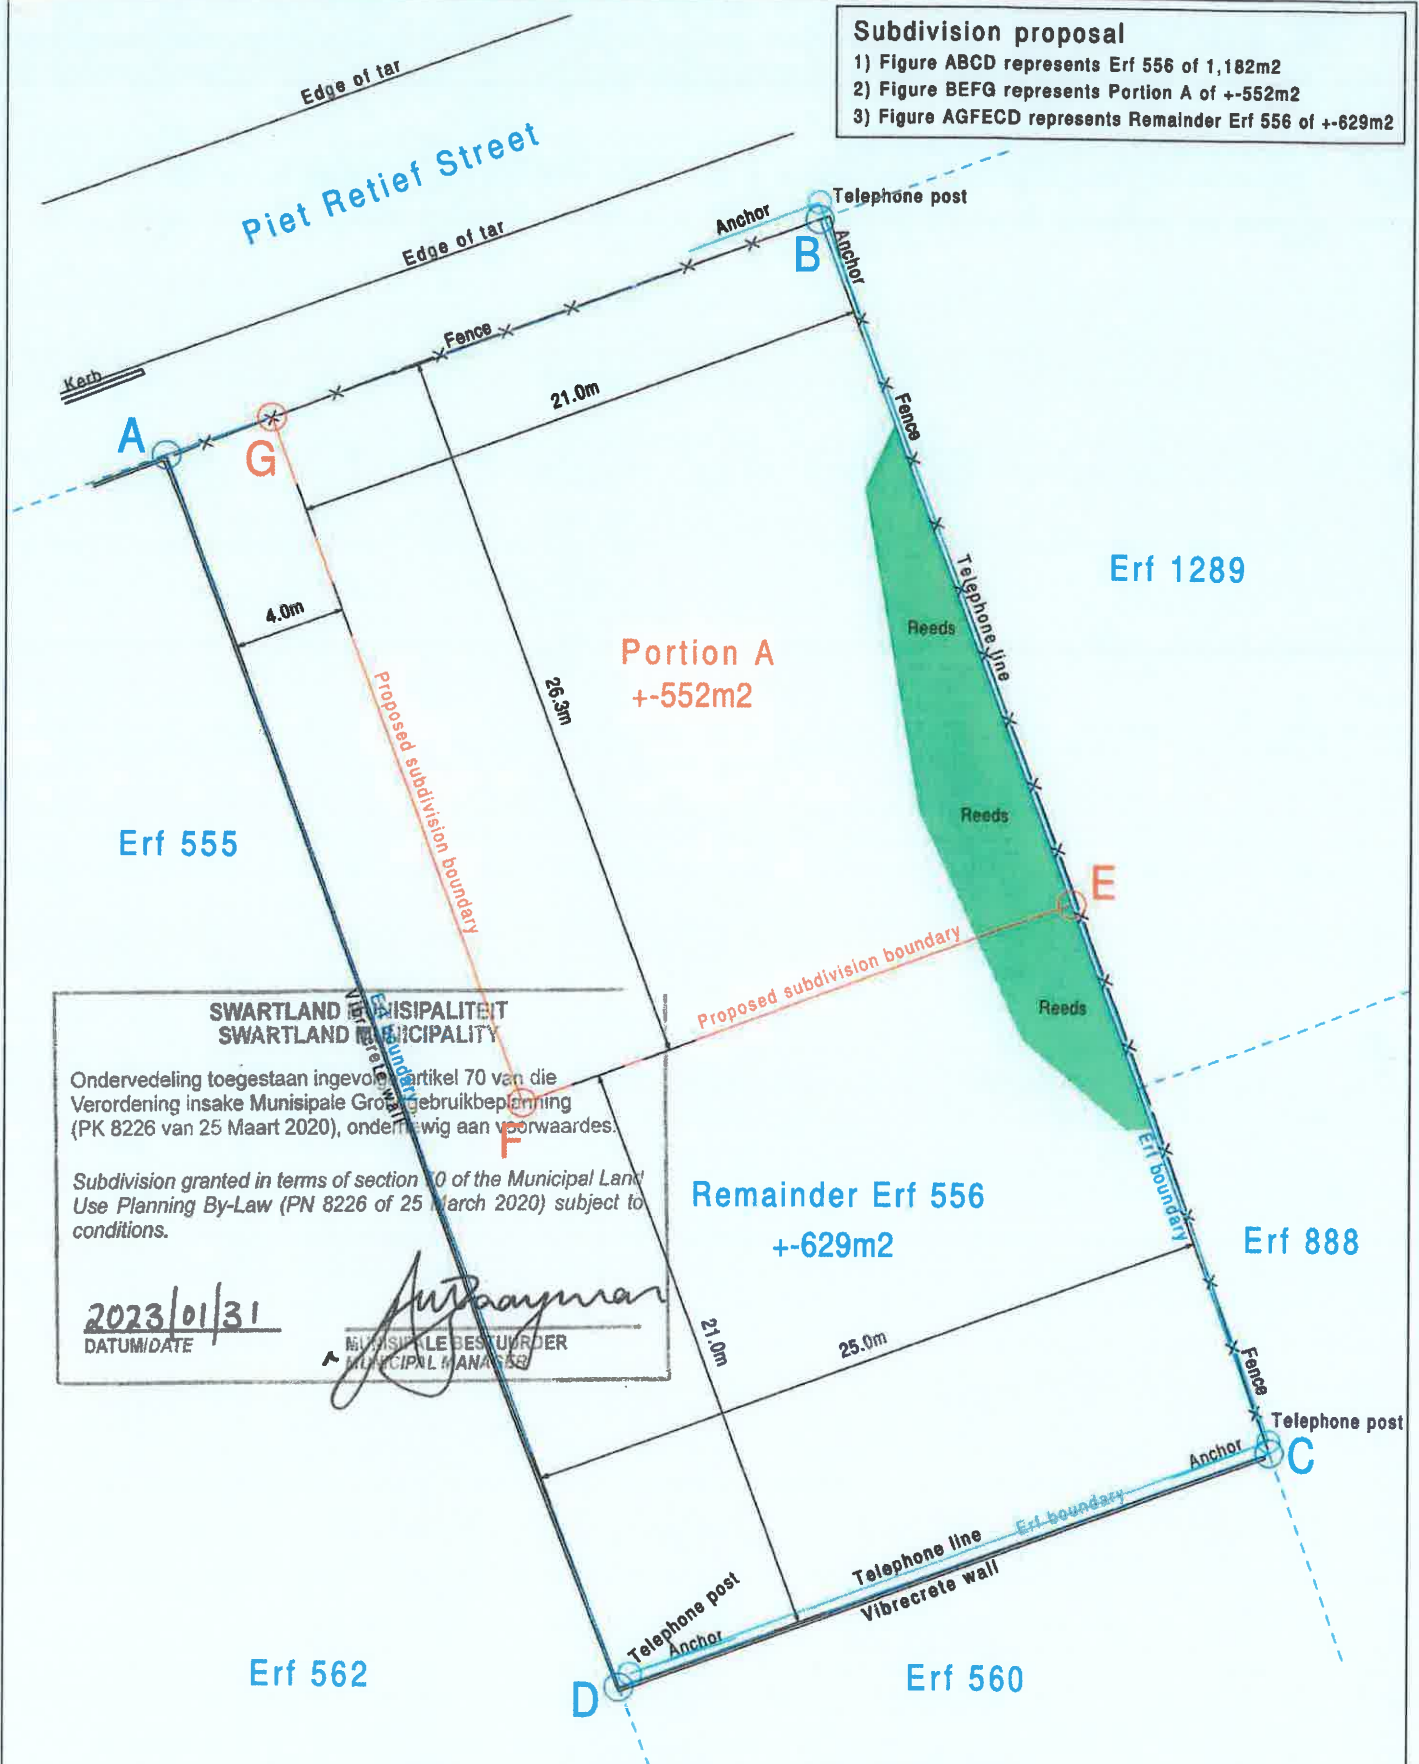 Subdivision proposal
1) Figure ABCD represents Erf 556 of 1,182m2
2) Figure BEFG represents Portion A of +-552m2
3) Figure AGFECD represents Remainder Erf 556 of +-629m2
Edge of tar
Piet Retief Street
Edge of tar
Telephone post
Anchor
B
Anchor
Fence
Kerb
21.0m
A
G
Fence
Erf 1289
Telephone line
4.0m
Reeds
Portion A
+-552m2
26.3m
Proposed subdivision boundary
Reeds
Erf 555
E
Proposed subdivision boundary
Reeds
Erf boundary
Vibrecrete wall
SWARTLAND MUNISIPALITEIT
SWARTLAND MUNICIPALITY
Ondervedeling toegestaan ingevolge artikel 70 van die
Verordening insake Munisipale Grondgebruikbeplanning
(PK 8226 van 25 Maart 2020), onderhewig aan voorwaardes.
F
Subdivision granted in terms of section 70 of the Municipal Land
Use Planning By-Law (PN 8226 of 25 March 2020) subject to
conditions.
2023/01/31
DATUM/DATE
MUNISIPALE BESTUURDER
MUNICIPAL MANAGER
Remainder Erf 556
+-629m2
Erf boundary
Erf 888
21.0m
25.0m
Fence
Telephone post
Anchor
C
Erf boundary
Telephone line
Vibrecrete wall
Telephone post
Anchor
Erf 562
D
Erf 560